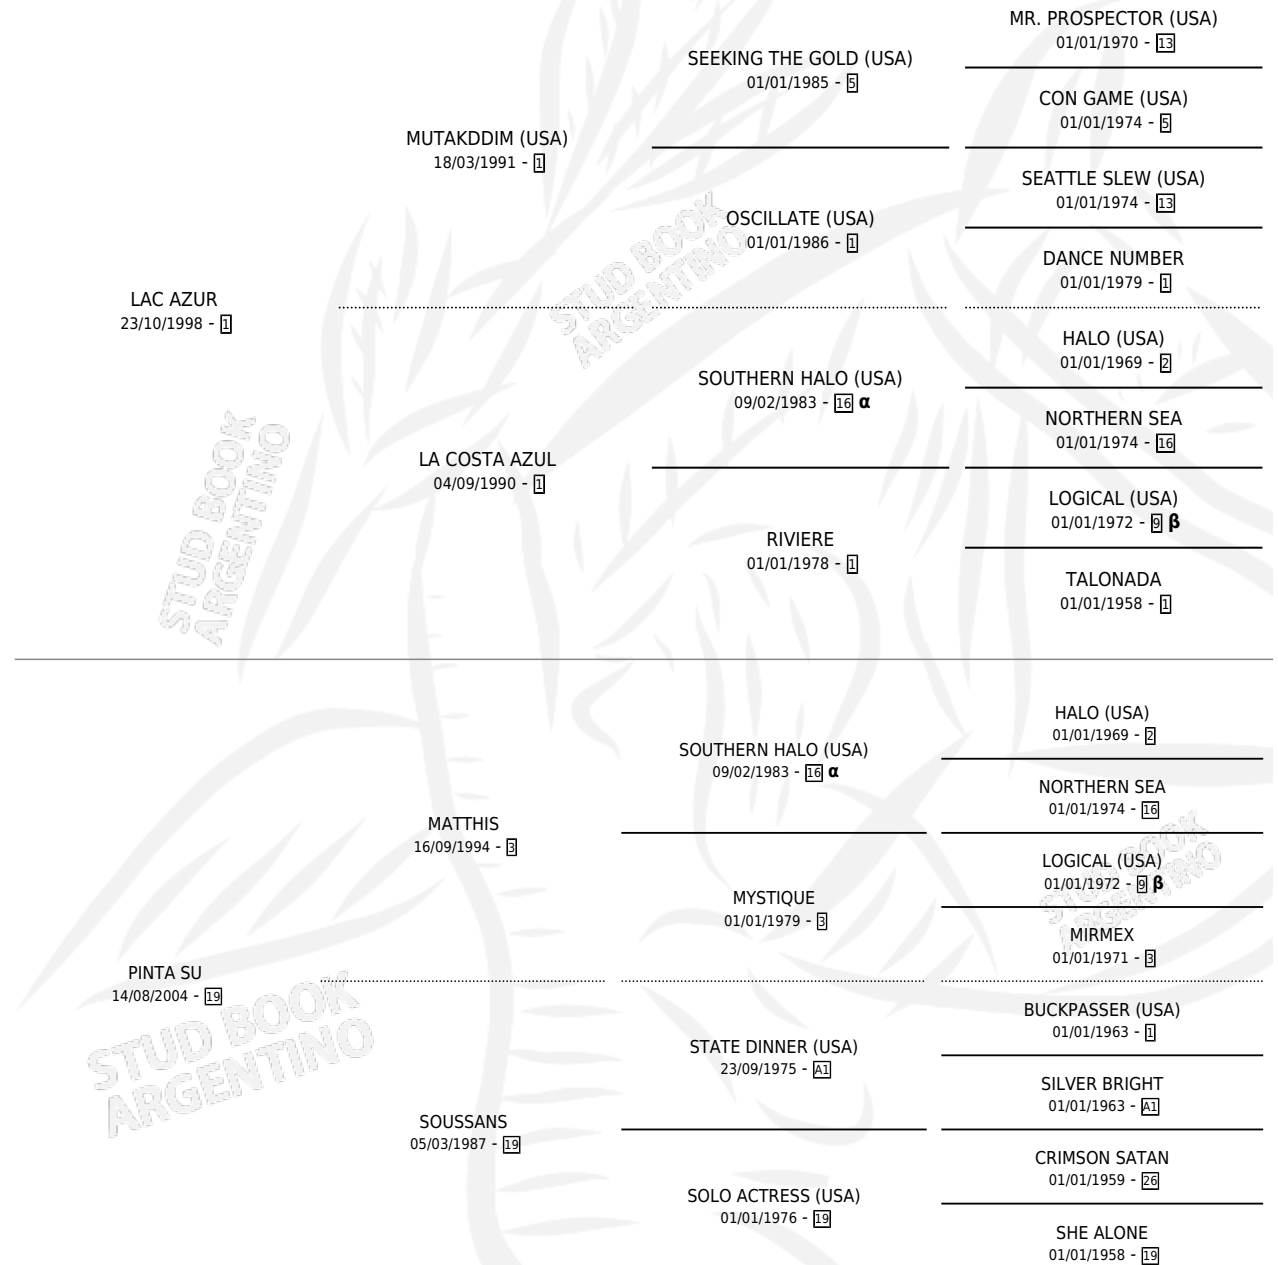 MR. PROSPECTOR (USA)
01/01/1970 - 13
SEEKING THE GOLD (USA)
01/01/1985 - 5
CON GAME (USA)
01/01/1974 - 5
MUTAKDDIM (USA)
18/03/1991 - 1
SEATTLE SLEW (USA)
01/01/1974 - 13
OSCILLATE (USA)
01/01/1986 - 1
DANCE NUMBER
01/01/1979 - 1
LAC AZUR
23/10/1998 - 1
HALO (USA)
01/01/1969 - 2
SOUTHERN HALO (USA)
09/02/1983 - 16 α
NORTHERN SEA
01/01/1974 - 16
LA COSTA AZUL
04/09/1990 - 1
LOGICAL (USA)
01/01/1972 - 9 β
RIVIERE
01/01/1978 - 1
TALONADA
01/01/1958 - 1
HALO (USA)
01/01/1969 - 2
SOUTHERN HALO (USA)
09/02/1983 - 16 α
NORTHERN SEA
01/01/1974 - 16
MATTHIS
16/09/1994 - 3
LOGICAL (USA)
01/01/1972 - 9 β
MYSTIQUE
01/01/1979 - 3
MIRMEX
01/01/1971 - 3
PINTA SU
14/08/2004 - 19
BUCKPASSER (USA)
01/01/1963 - 1
STATE DINNER (USA)
23/09/1975 - A1
SILVER BRIGHT
01/01/1963 - A1
SOUSSANS
05/03/1987 - 19
CRIMSON SATAN
01/01/1959 - 26
SOLO ACTRESS (USA)
01/01/1976 - 19
SHE ALONE
01/01/1958 - 19
STUD BOOK
ARGENTINO
STUD BOOK
ARGENTINO
STUD BOOK
ARGENTINO
STUD BOOK
ARGENTINO